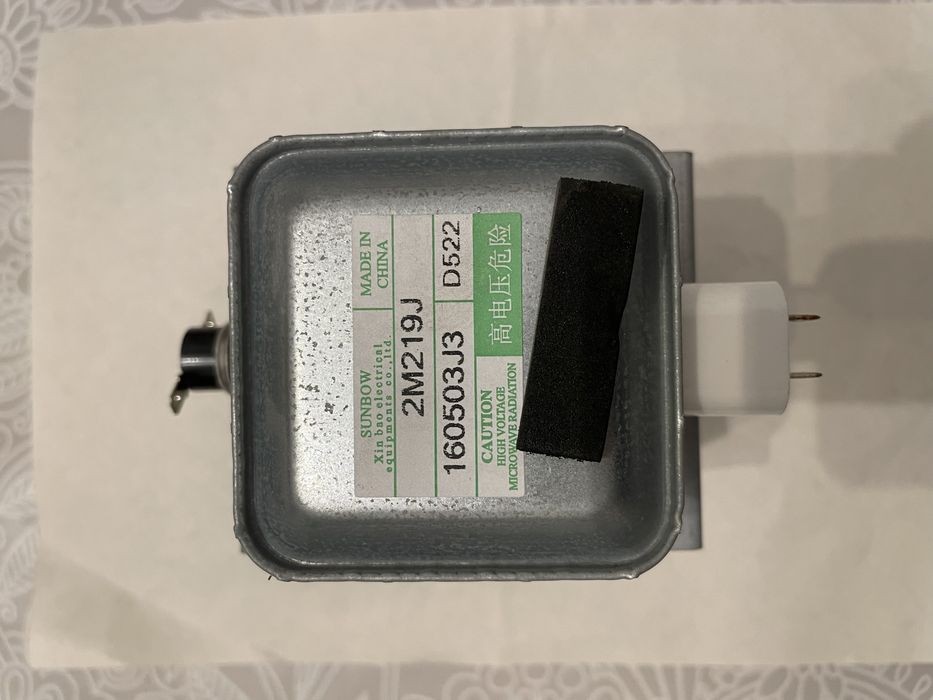 SUNBOW
Xin bao electrical
equipments co.,ltd.
MADE IN
CHINA
2M219J
160503J3
D522
CAUTION
HIGH VOLTAGE
MICROWAVE RADIATION
高电压危险